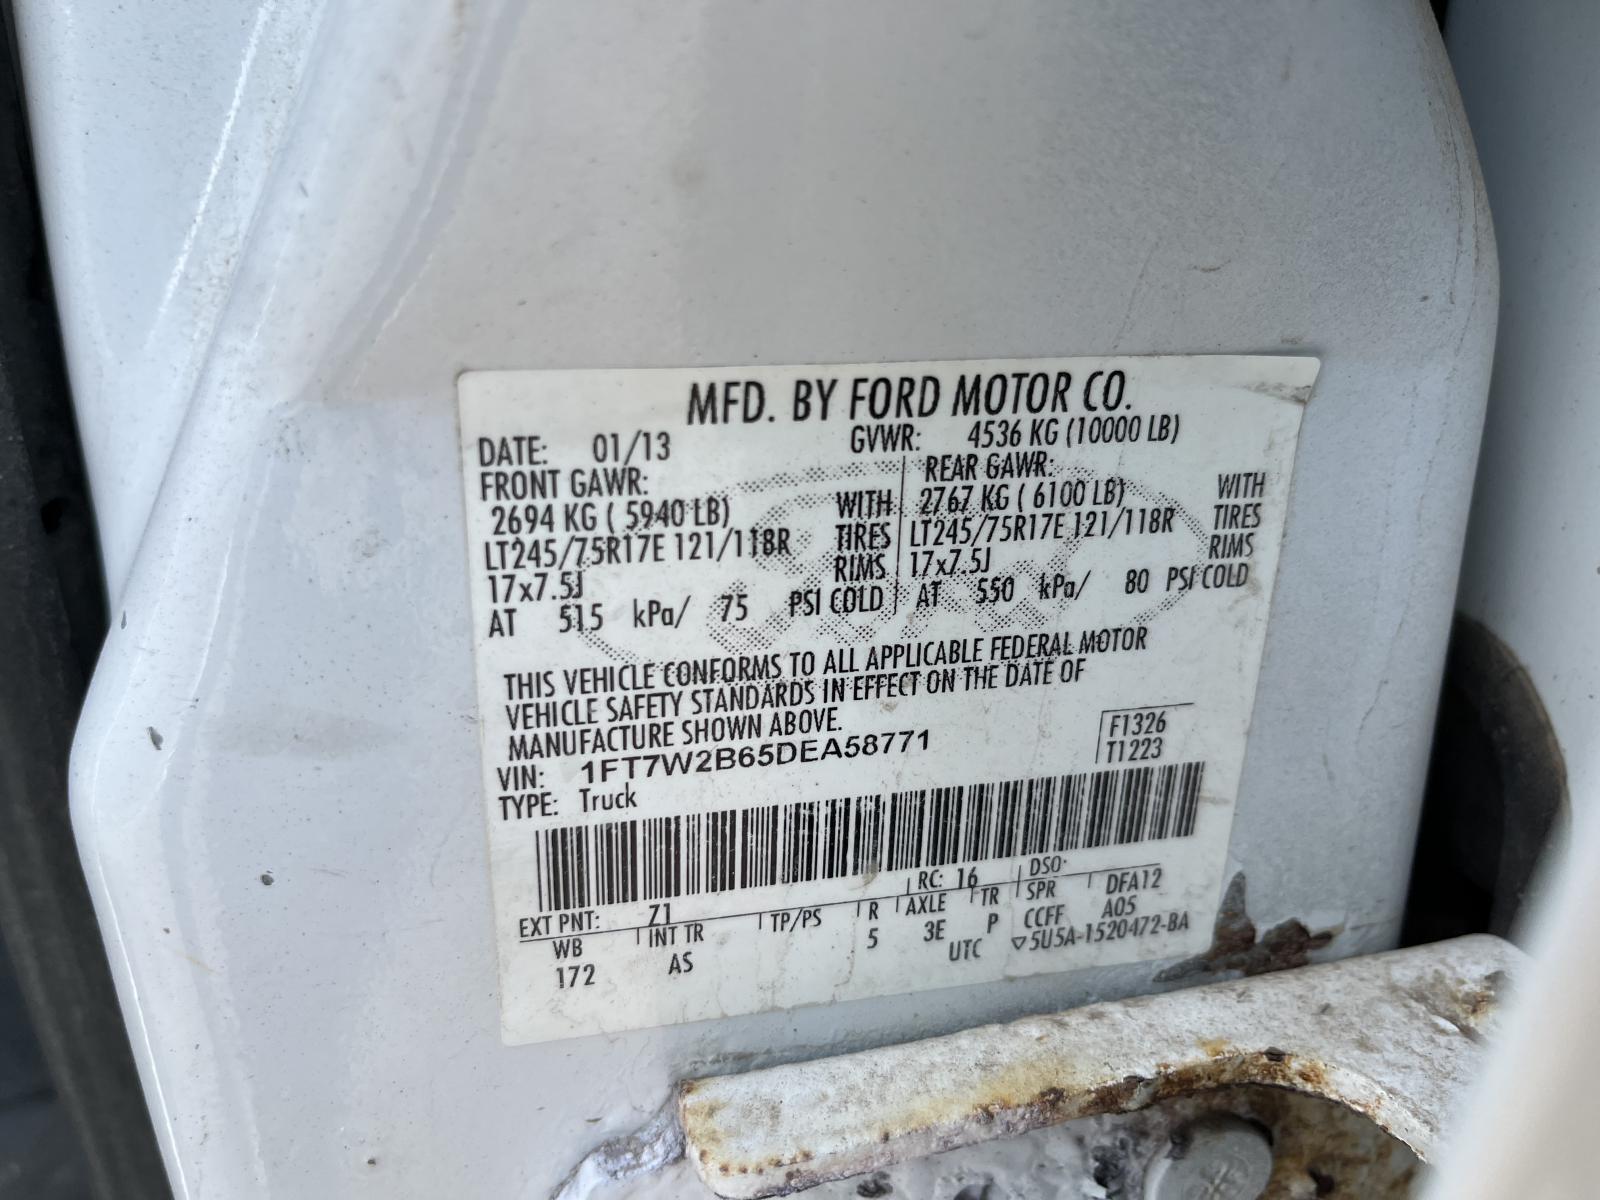 MFD. BY FORD MOTOR CO.
DATE: 01/13 GVWR: 4536 KG (10000 LB)
FRONT GAWR: REAR GAWR:
2694 KG ( 5940 LB) WITH 2767 KG ( 6100 LB) WITH
LT245/75R17E 121/118R TIRES LT245/75R17E 121/118R TIRES
17x7.5J RIMS 17x7.5J RIMS
AT 515 kPa/ 75 PSI COLD AT 550 kPa/ 80 PSI COLD
THIS VEHICLE CONFORMS TO ALL APPLICABLE FEDERAL MOTOR
VEHICLE SAFETY STANDARDS IN EFFECT ON THE DATE OF
MANUFACTURE SHOWN ABOVE.
VIN: 1FT7W2B65DEA58771
TYPE: Truck
F1326
T1223
EXT PNT: Z1 RC: 16 DSO:
WB INT TR TP/PS R AXLE TR SPR DFA12
172 AS 5 3E P CCFF A05
UTC ▽5U5A-1520472-BA